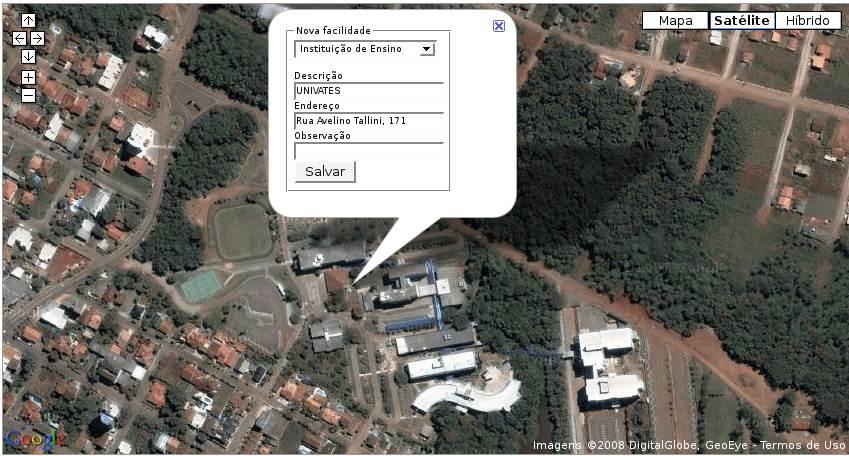 Nova facilidade
Instituição de Ensino
Descrição
UNIVATES
Endereço
Rua Avelino Tallini, 171
Observação
Salvar
Mapa
Satélite
Híbrido
Google
Imagens ©2008 DigitalGlobe, GeoEye - Termos de Uso